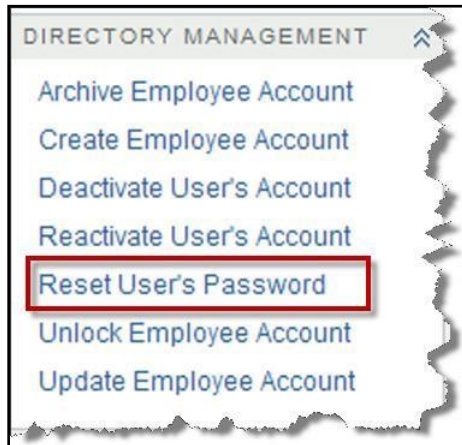 DIRECTORY MANAGEMENT
Archive Employee Account
Create Employee Account
Deactivate User's Account
Reactivate User's Account
Reset User's Password
Unlock Employee Account
Update Employee Account